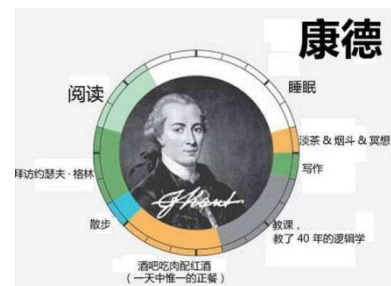 康德
阅读
睡眠
淡茶 & 烟斗 & 冥想
拜访约瑟夫·格林
写作
散步
教课，
教了 40 年的逻辑学
酒吧吃肉配红酒
（一天中惟一的正餐）
J Kant